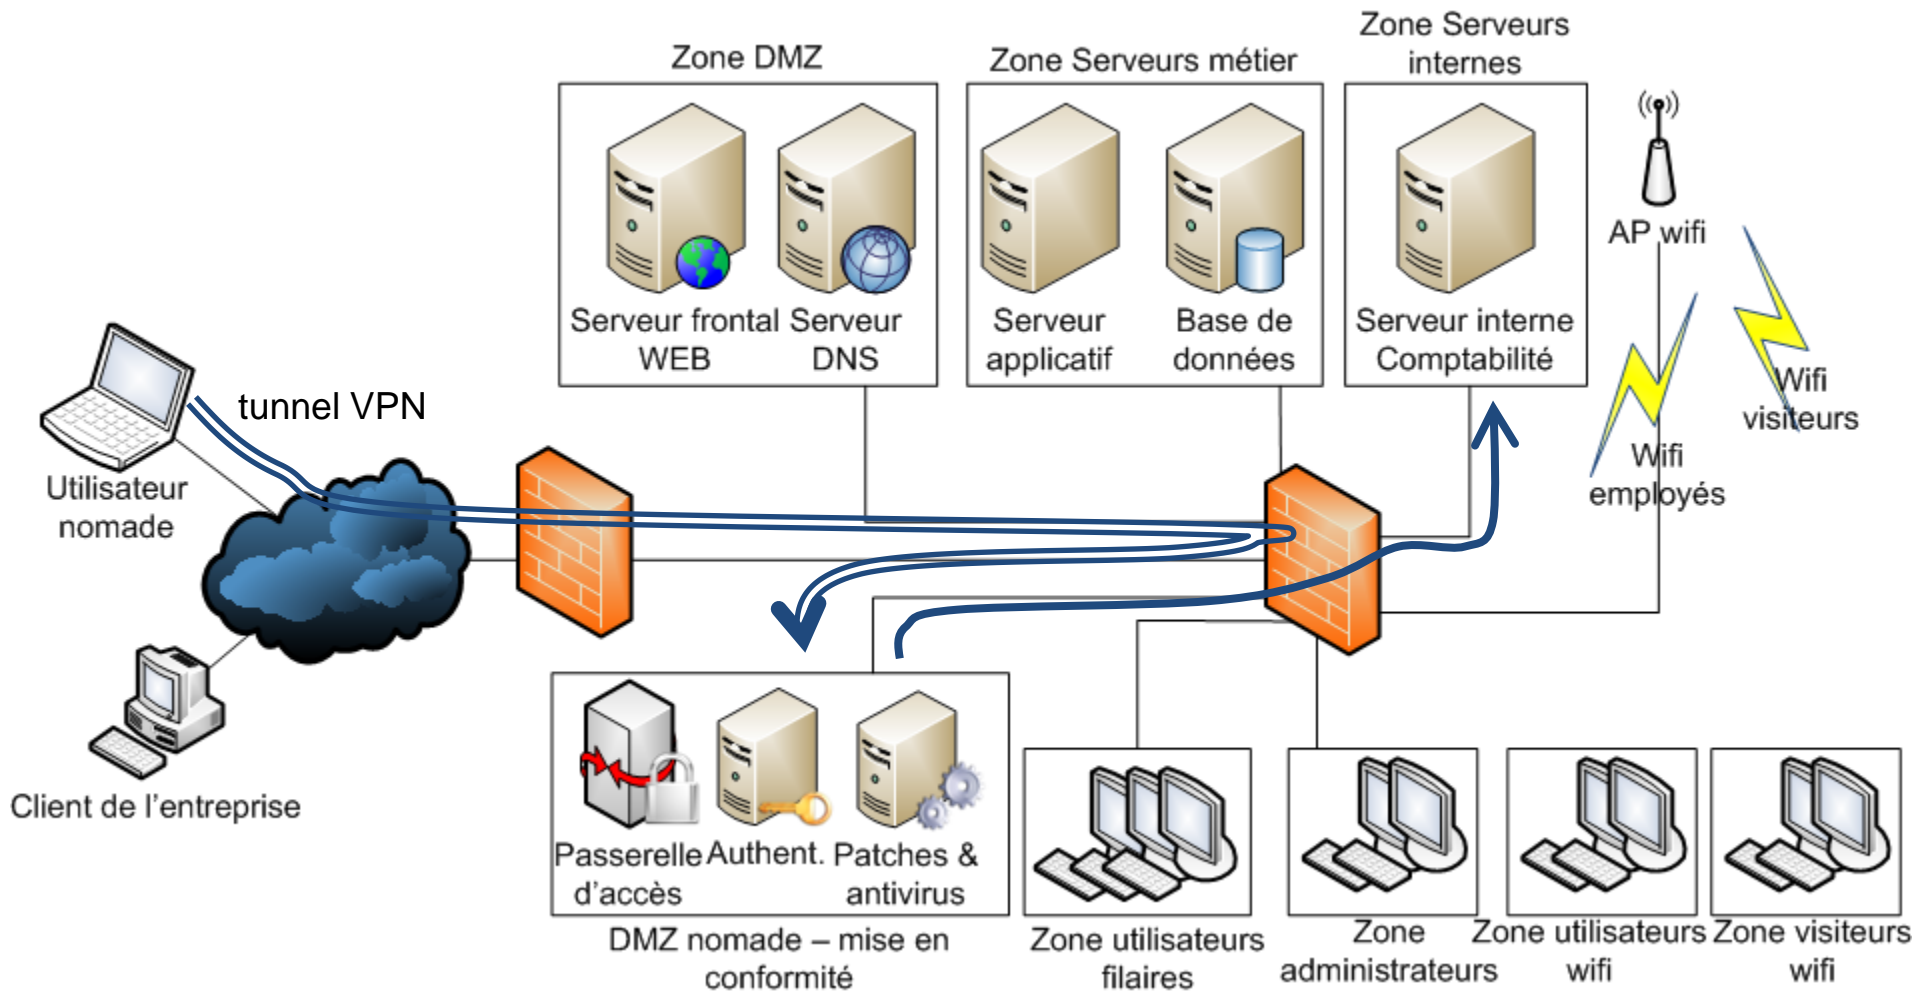 Zone DMZ
Zone Serveurs métier
Zone Serveurs
internes
Serveur frontal
WEB
Serveur
DNS
Serveur
applicatif
Base de
données
Serveur interne
Comptabilité
AP wifi
Wifi
visiteurs
Wifi
employés
tunnel VPN
Utilisateur
nomade
Client de l'entreprise
Passerelle
d'accès
Authent.
Patches &
antivirus
DMZ nomade – mise en
conformité
Zone utilisateurs
filaires
Zone
administrateurs
Zone utilisateurs
wifi
Zone visiteurs
wifi